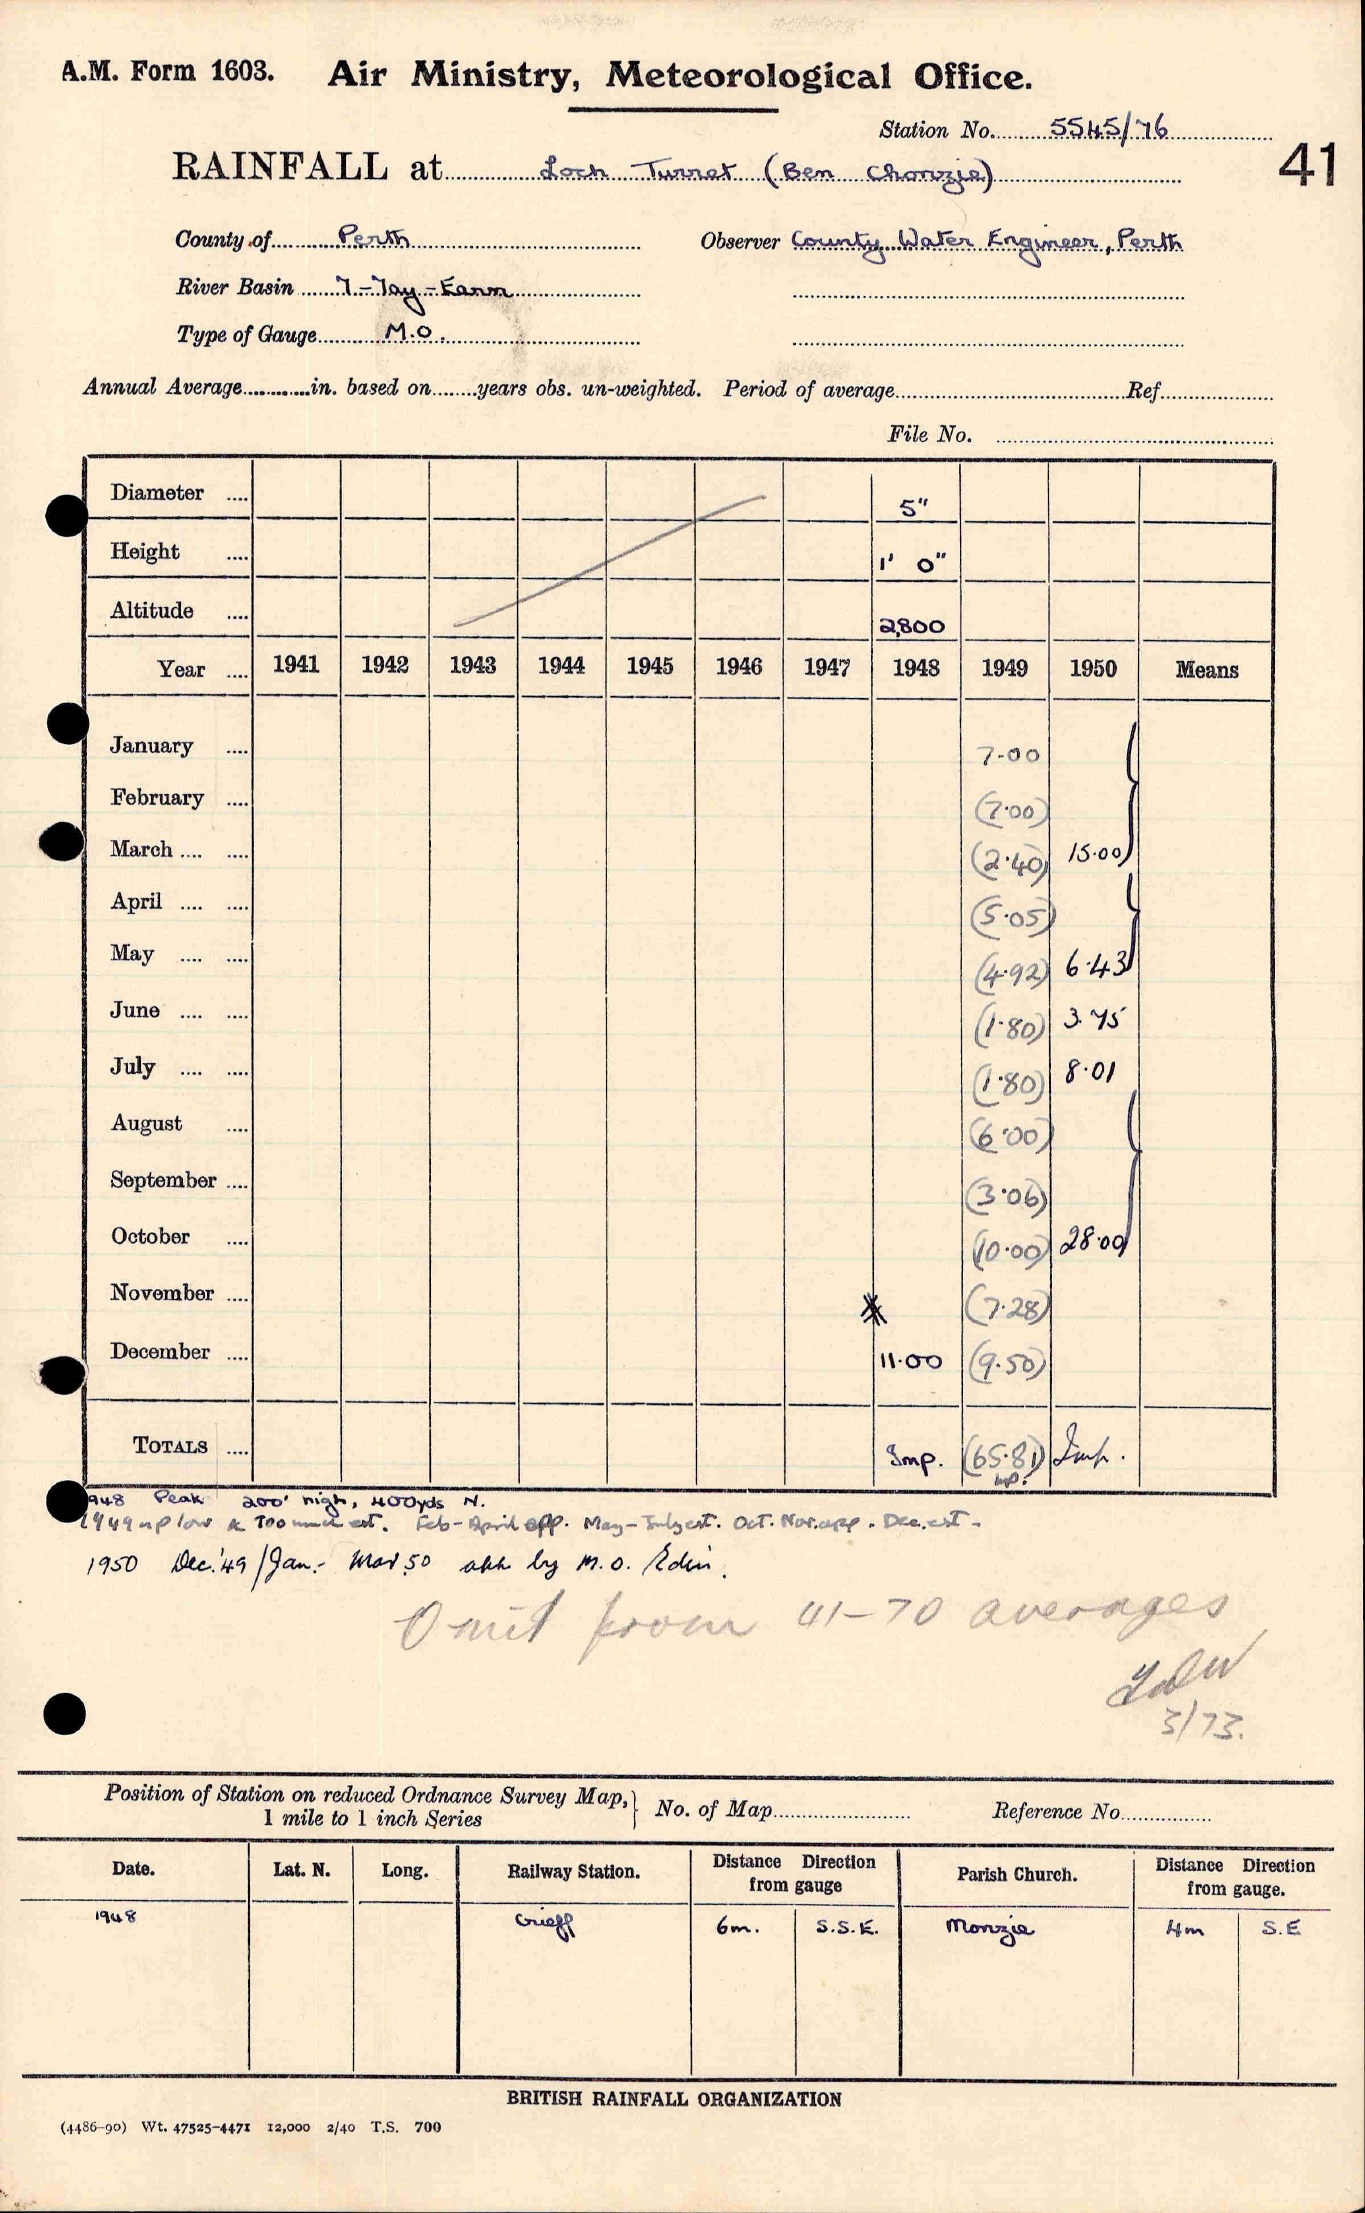 A.M. Form 1603. Air Ministry, Meteorological Office.
Station No. 5545/76
41
RAINFALL at Loch Turret (Ben Chonzie)
County of Perth Observer County Water Engineer, Perth
River Basin 7-Tay-Earn
Type of Gauge M.O.
Annual Average in. based on years obs. un-weighted. Period of average Ref.
File No.
Diameter .... 5"
Height .... 1' 0"
Altitude .... 2,800
Year .... 1941 1942 1943 1944 1945 1946 1947 1948 1949 1950 Means
January .... 7.00
February .... (7.00)
March .... .... (2.40) 15.00
April .... .... (5.05)
May .... .... (4.92) 6.43
June .... .... (1.80) 3.75
July .... .... (1.80) 8.01
August .... (6.00)
September .... (3.06)
October .... (10.00) 28.00
November .... (7.28)
December .... 11.00 (9.50)
TOTALS .... Imp. (65.81) Imp.
Imp.
1948 Peak 200' high, 400yds N.
1949 low & too much est. Feb-April app. May-July est. Oct. Nov. app. Dec. est.
1950 Dec. '49/Jan.- Mar 50 by M.O. Edin.
Omit from 41-70 averages
3/73.
Position of Station on reduced Ordnance Survey Map, 1 mile to 1 inch Series } No. of Map Reference No.
Date. Lat. N. Long. Railway Station. Distance Direction from gauge Parish Church. Distance Direction from gauge.
1948 Crieff 6m. S.S.E. Monzie 4m S.E
BRITISH RAINFALL ORGANIZATION
(4486-90) Wt. 47525-4471 12,000 2/40 T.S. 700